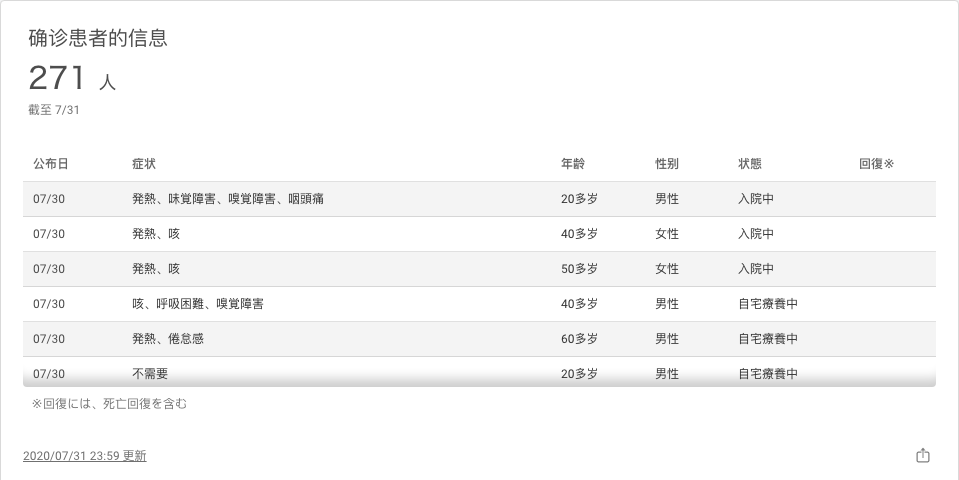 确诊患者的信息
271 人
截至 7/31
公布日 症状 年龄 性别 状態 回復※
07/30 発熱、味覚障害、嗅覚障害、咽頭痛 20多岁 男性 入院中
07/30 発熱、咳 40多岁 女性 入院中
07/30 発熱、咳 50多岁 女性 入院中
07/30 咳、呼吸困難、嗅覚障害 40多岁 男性 自宅療養中
07/30 発熱、倦怠感 60多岁 男性 自宅療養中
07/30 不需要 20多岁 男性 自宅療養中
※回復には、死亡回復を含む
2020/07/31 23:59 更新